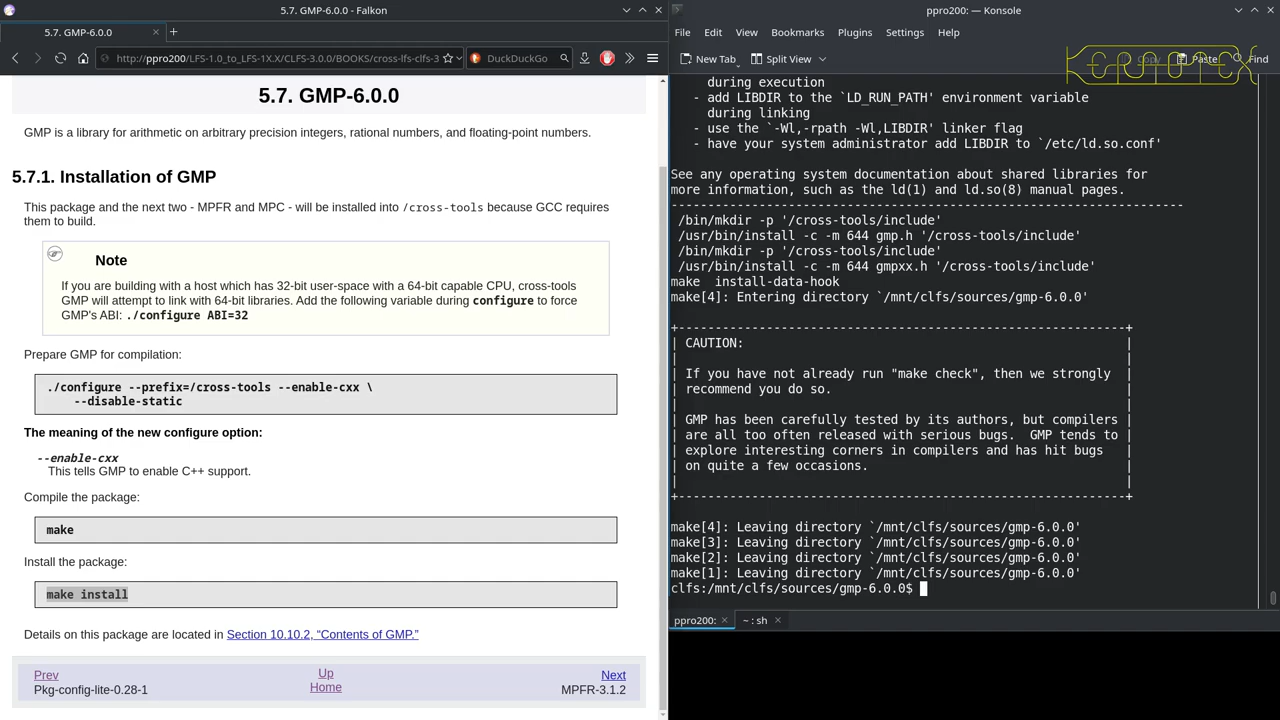 5.7. GMP-6.0.0 - Falkon
5.7. GMP-6.0.0
http://ppro200/LFS-1.0_to_LFS-1X.X/CLFS-3.0.0/BOOKS/cross-lfs-clfs-3
DuckDuckGo
5.7. GMP-6.0.0
GMP is a library for arithmetic on arbitrary precision integers, rational numbers, and floating-point numbers.
5.7.1. Installation of GMP
This package and the next two - MPFR and MPC - will be installed into /cross-tools because GCC requires
them to build.
Note
If you are building with a host which has 32-bit user-space with a 64-bit capable CPU, cross-tools
GMP will attempt to link with 64-bit libraries. Add the following variable during configure to force
GMP's ABI: ./configure ABI=32
Prepare GMP for compilation:
./configure --prefix=/cross-tools --enable-cxx \
--disable-static
The meaning of the new configure option:
--enable-cxx
This tells GMP to enable C++ support.
Compile the package:
make
Install the package:
make install
Details on this package are located in Section 10.10.2, “Contents of GMP.”
Prev
Up
Next
Pkg-config-lite-0.28-1
Home
MPFR-3.1.2
ppro200: — Konsole
File Edit View Bookmarks Plugins Settings Help
New Tab Split View Copy Paste Find
during execution
- add LIBDIR to the `LD_RUN_PATH' environment variable
during linking
- use the `-Wl,-rpath -Wl,LIBDIR' linker flag
- have your system administrator add LIBDIR to `/etc/ld.so.conf'
See any operating system documentation about shared libraries for
more information, such as the ld(1) and ld.so(8) manual pages.
----------------------------------------------------------------------
/bin/mkdir -p '/cross-tools/include'
/usr/bin/install -c -m 644 gmp.h '/cross-tools/include'
/bin/mkdir -p '/cross-tools/include'
/usr/bin/install -c -m 644 gmpxx.h '/cross-tools/include'
make  install-data-hook
make[4]: Entering directory `/mnt/clfs/sources/gmp-6.0.0'
+-------------------------------------------------------------+
| CAUTION:                                                    |
|                                                             |
| If you have not already run "make check", then we strongly  |
| recommend you do so.                                        |
|                                                             |
| GMP has been carefully tested by its authors, but compilers |
| are all too often released with serious bugs.  GMP tends to |
| explore interesting corners in compilers and has hit bugs   |
| on quite a few occasions.                                   |
|                                                             |
+-------------------------------------------------------------+
make[4]: Leaving directory `/mnt/clfs/sources/gmp-6.0.0'
make[3]: Leaving directory `/mnt/clfs/sources/gmp-6.0.0'
make[2]: Leaving directory `/mnt/clfs/sources/gmp-6.0.0'
make[1]: Leaving directory `/mnt/clfs/sources/gmp-6.0.0'
clfs:/mnt/clfs/sources/gmp-6.0.0$
ppro200: ~ : sh